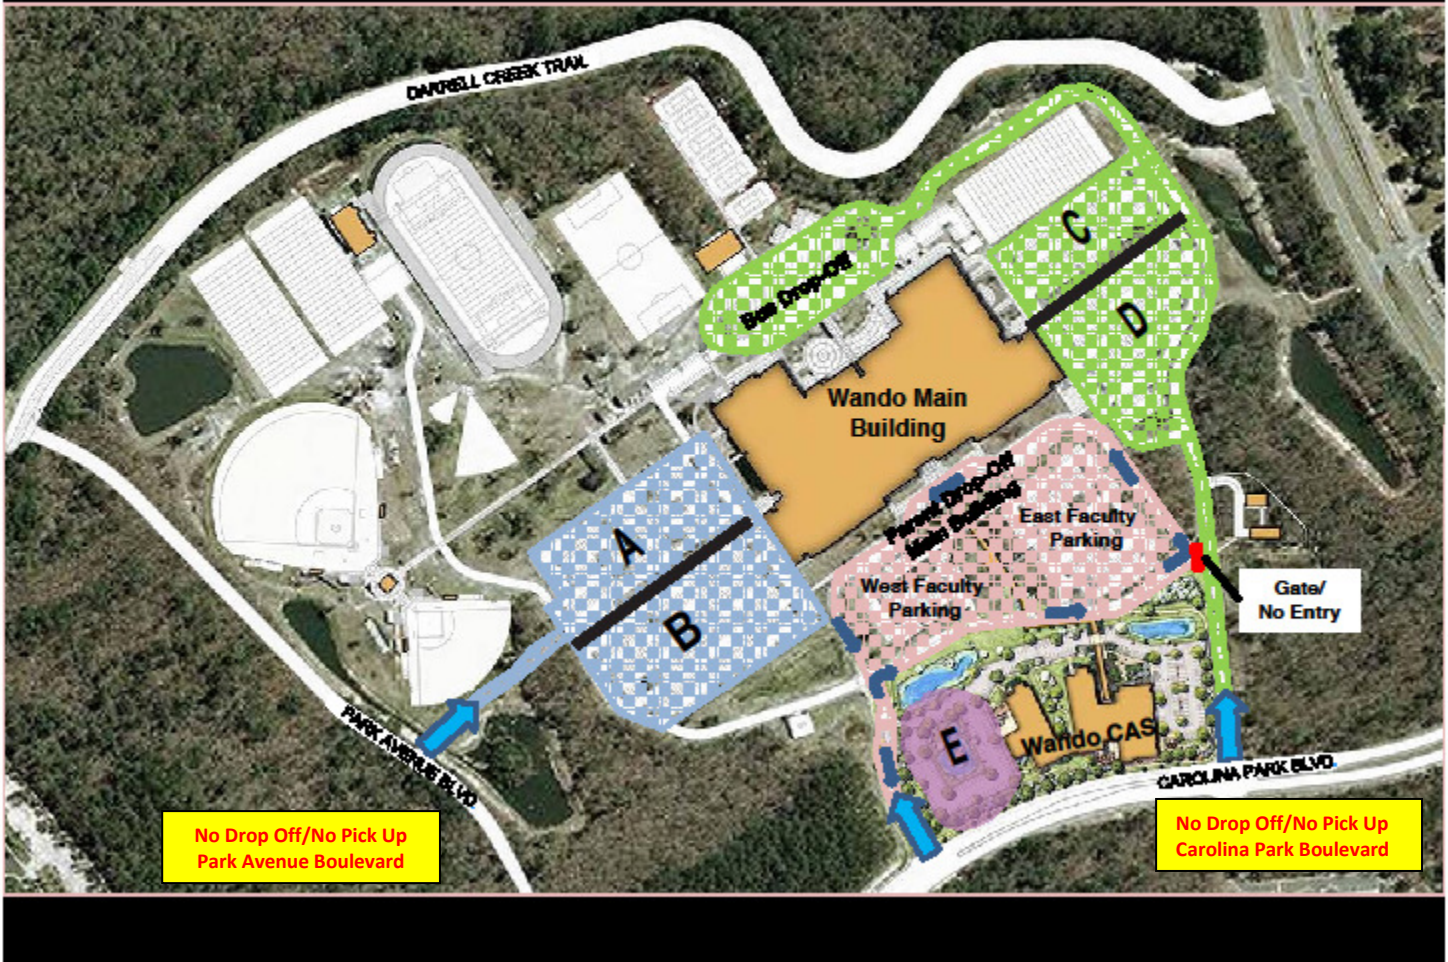 DARRELL CREEK TRAIL
C
D
Bus Drop-Off
Wando Main
Building
A
B
Parent Drop-Off
Main Building
East Faculty
Parking
West Faculty
Parking
Gate/
No Entry
E
Wando CAS
PARK AVENUE BLVD
CAROLINA PARK BLVD.
No Drop Off/No Pick Up
Park Avenue Boulevard
No Drop Off/No Pick Up
Carolina Park Boulevard